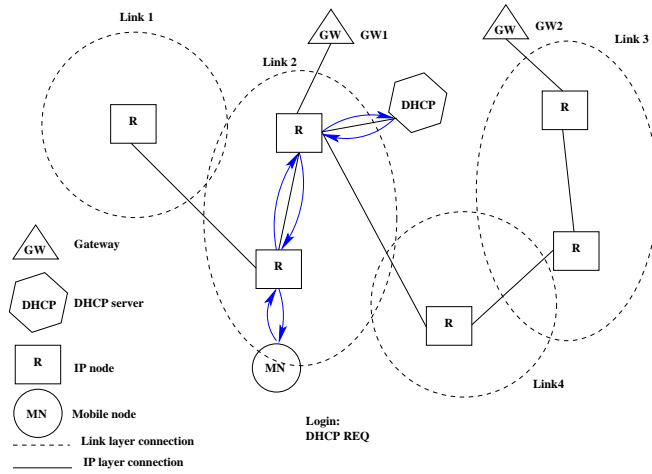 Link 1
GW
GW1
GW
GW2
Link 3
Link 2
DHCP
R
R
R
R
R
R
GW
Gateway
DHCP
DHCP server
Link4
R
IP node
MN
MN
Mobile node
Login:
DHCP REQ
Link layer connection
IP layer connection